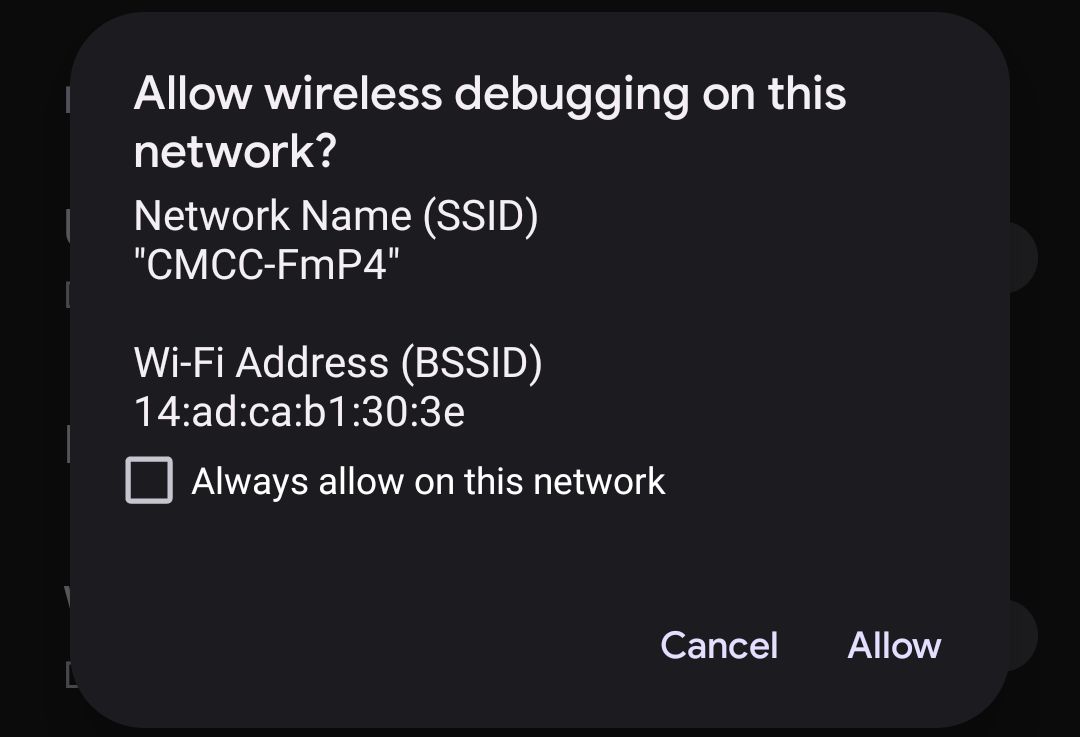 Allow wireless debugging on this
network?
Network Name (SSID)
"CMCC-FmP4"
Wi-Fi Address (BSSID)
14:ad:ca:b1:30:3e
Always allow on this network
Cancel
Allow